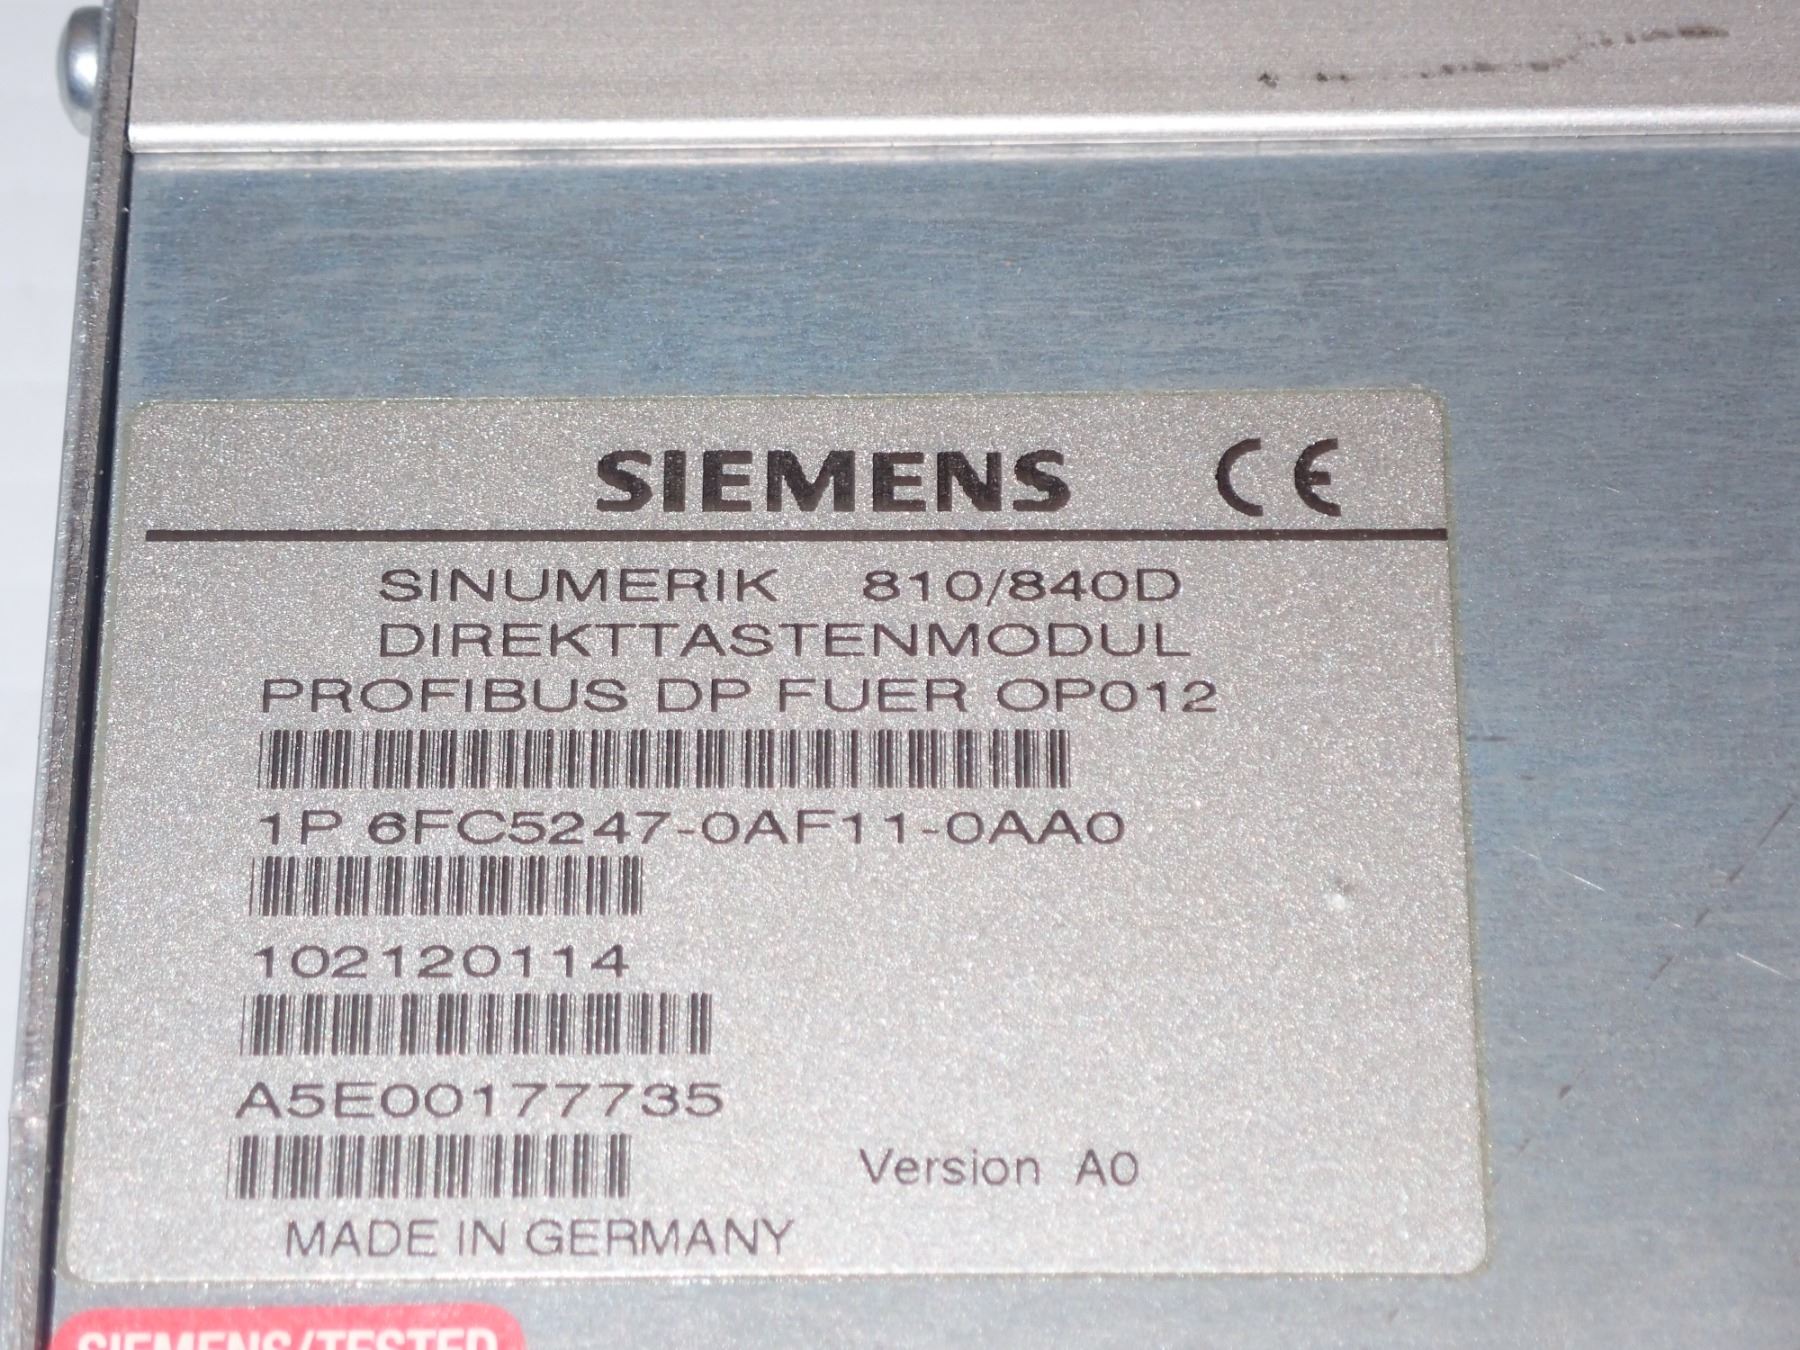 SIEMENS CE
SINUMERIK 810/840D
DIREKTTASTENMODUL
PROFIBUS DP FUER OP012
1P 6FC5247-0AF11-0AA0
102120114
A5E00177735
Version A0
MADE IN GERMANY
SIEMENS/TESTED